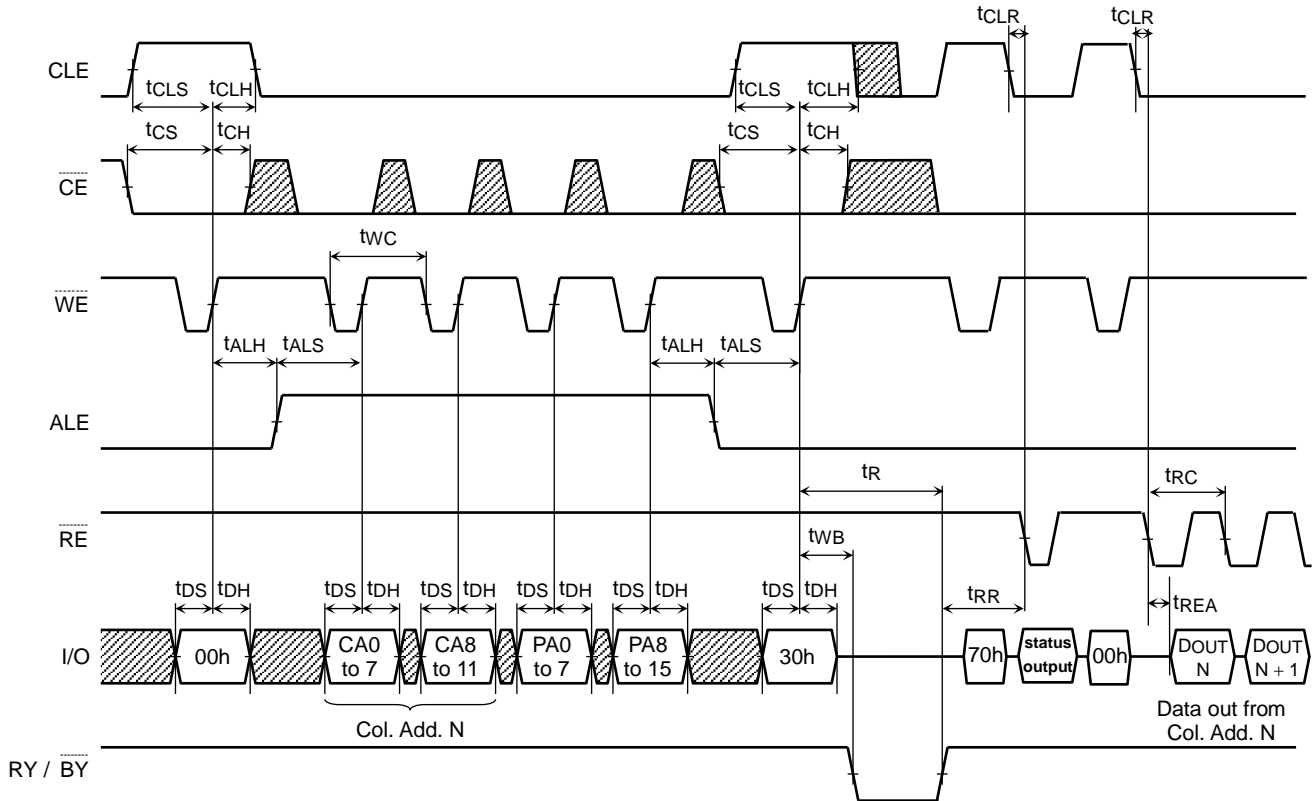 tCLR tCLR
CLE
tCLS tCLH tCLS tCLH
tCS tCH tCS tCH
CE
tWC
WE
tALH tALS tALH tALS
ALE
tR tRC
RE
tWB
tDS tDH tDS tDH tDS tDH tDS tDH tDS tDH tDS tDH tRR tREA
I/O
00h
CA0 to 7
CA8 to 11
PA0 to 7
PA8 to 15
30h
70h
status output
00h
DOUT N
DOUT N + 1
Col. Add. N
Data out from
Col. Add. N
RY / BY